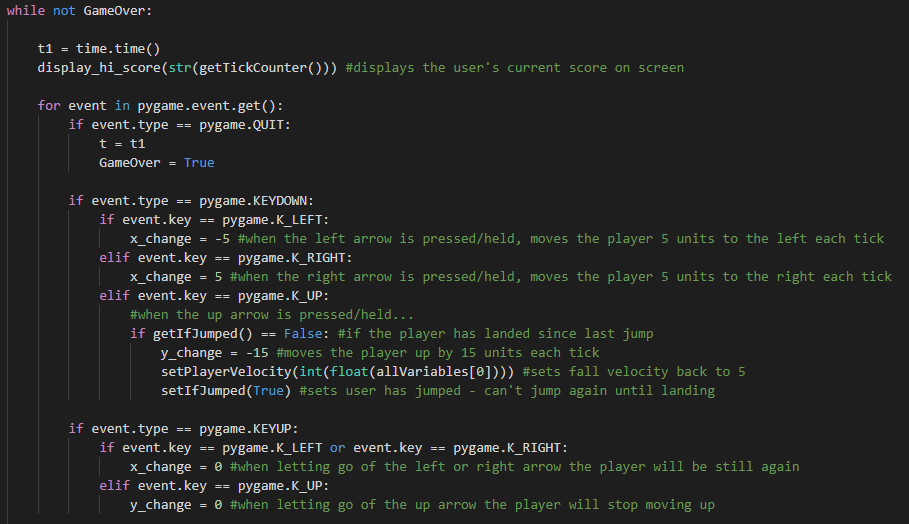 while not GameOver:
t1 = time.time()
display_hi_score(str(getTickCounter())) #displays the user's current score on screen
for event in pygame.event.get():
if event.type == pygame.QUIT:
t = t1
GameOver = True
if event.type == pygame.KEYDOWN:
if event.key == pygame.K_LEFT:
x_change = -5 #when the left arrow is pressed/held, moves the player 5 units to the left each tick
elif event.key == pygame.K_RIGHT:
x_change = 5 #when the right arrow is pressed/held, moves the player 5 units to the right each tick
elif event.key == pygame.K_UP:
#when the up arrow is pressed/held...
if getIfJumped() == False: #if the player has landed since last jump
y_change = -15 #moves the player up by 15 units each tick
setPlayerVelocity(int(float(allVariables[0]))) #sets fall velocity back to 5
setIfJumped(True) #sets user has jumped - can't jump again until landing
if event.type == pygame.KEYUP:
if event.key == pygame.K_LEFT or event.key == pygame.K_RIGHT:
x_change = 0 #when letting go of the left or right arrow the player will be still again
elif event.key == pygame.K_UP:
y_change = 0 #when letting go of the up arrow the player will stop moving up